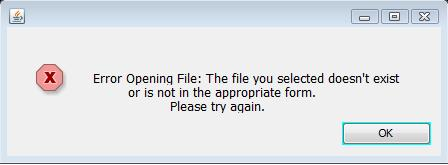 Error Opening File: The file you selected doesn't exist
or is not in the appropriate form.
Please try again.
OK